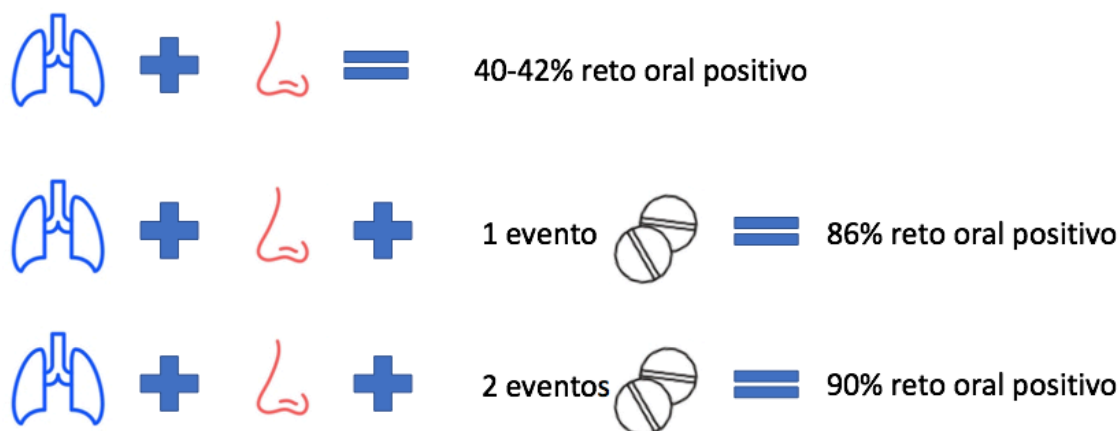 40-42% reto oral positivo
1 evento
86% reto oral positivo
2 eventos
90% reto oral positivo